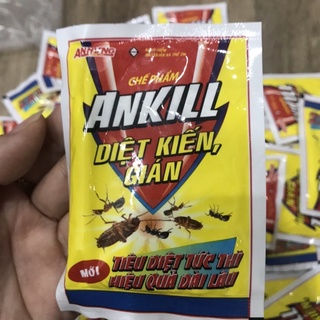 CHẾ PHẨM
ANKILL
DIỆT KIẾN,
GIÁN
MỚI
TIÊU DIỆT TỨC THÌ
HIỆU QUẢ DÀI LÂU